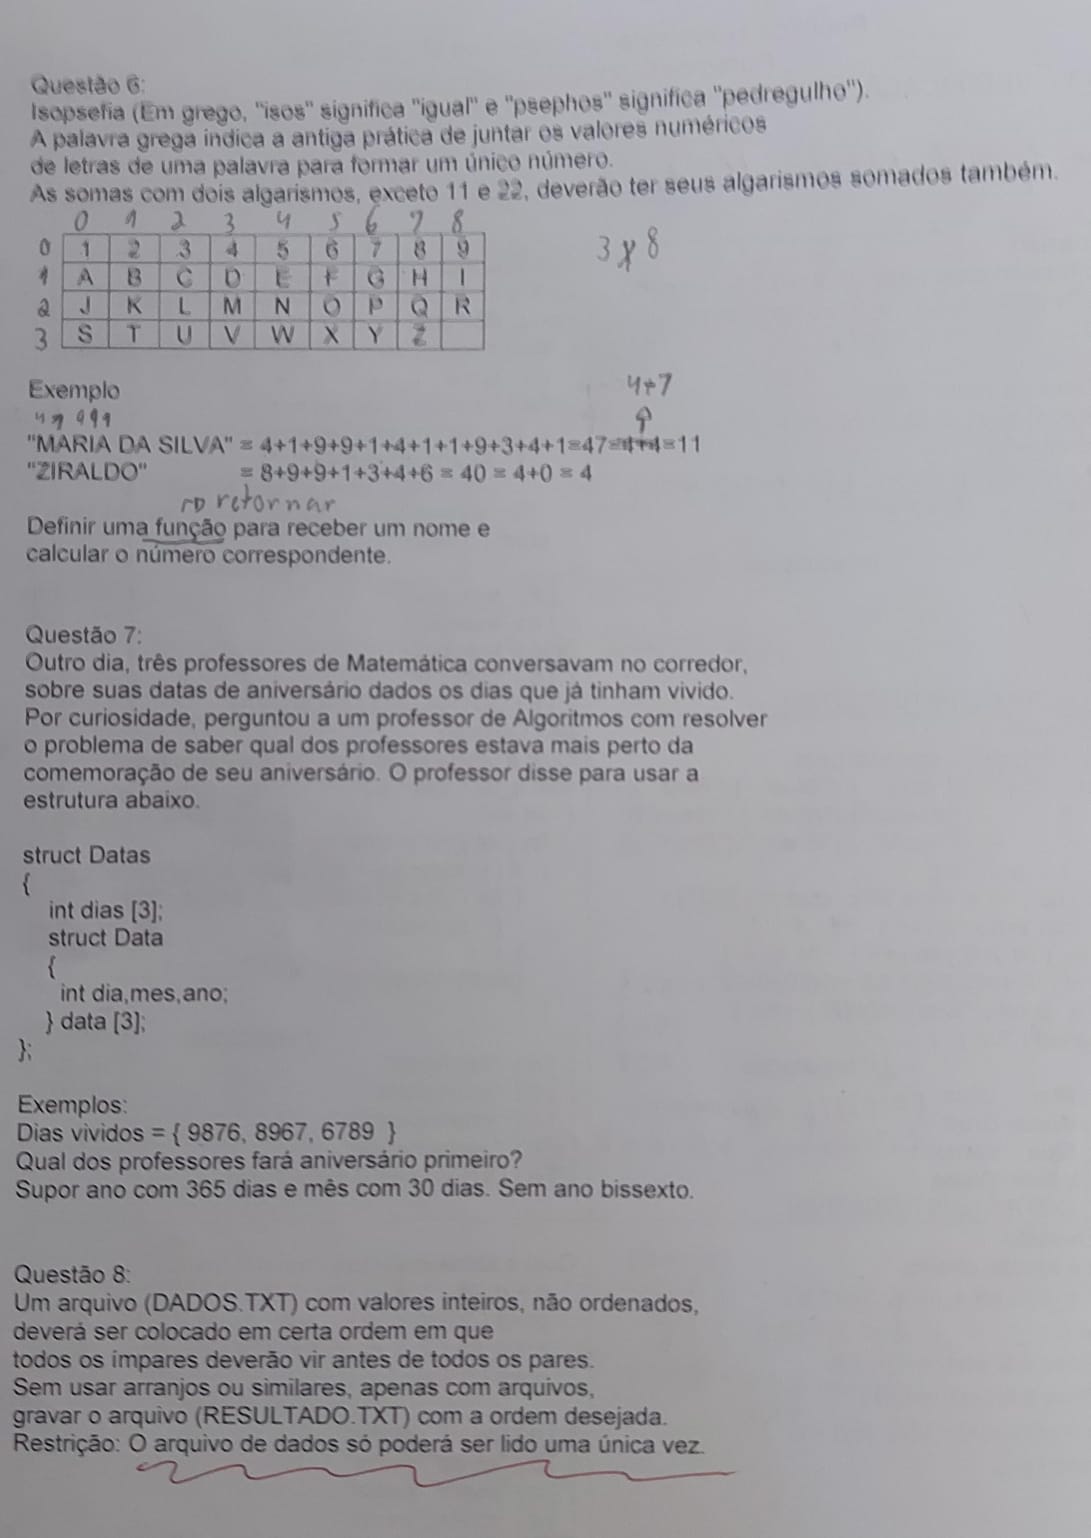 Questão 6:
Isopsefia (Em grego, "isos" significa "igual" e "psephos" significa "pedregulho").
A palavra grega indica a antiga prática de juntar os valores numéricos
de letras de uma palavra para formar um único número.
As somas com dois algarismos, exceto 11 e 22, deverão ter seus algarismos somados também.
0 1 2 3 4 5 6 7 8
0 1 2 3 4 5 6 7 8 9
1 A B C D E F G H I
2 J K L M N O P Q R
3 S T U V W X Y Z
3 x 8
Exemplo
4+7
"MARIA DA SILVA" = 4+1+9+9+1+4+1+1+9+3+4+1=47=4+4=11
"ZIRALDO" = 8+9+9+1+3+4+6 = 40 = 4+0 = 4
retornar
Definir uma função para receber um nome e
calcular o número correspondente.
Questão 7:
Outro dia, três professores de Matemática conversavam no corredor,
sobre suas datas de aniversário dados os dias que já tinham vivido.
Por curiosidade, perguntou a um professor de Algoritmos com resolver
o problema de saber qual dos professores estava mais perto da
comemoração de seu aniversário. O professor disse para usar a
estrutura abaixo.
struct Datas
{
int dias [3];
struct Data
{
int dia,mes,ano;
} data [3];
};
Exemplos:
Dias vividos = { 9876, 8967, 6789 }
Qual dos professores fará aniversário primeiro?
Supor ano com 365 dias e mês com 30 dias. Sem ano bissexto.
Questão 8:
Um arquivo (DADOS.TXT) com valores inteiros, não ordenados,
deverá ser colocado em certa ordem em que
todos os ímpares deverão vir antes de todos os pares.
Sem usar arranjos ou similares, apenas com arquivos,
gravar o arquivo (RESULTADO.TXT) com a ordem desejada.
Restrição: O arquivo de dados só poderá ser lido uma única vez.